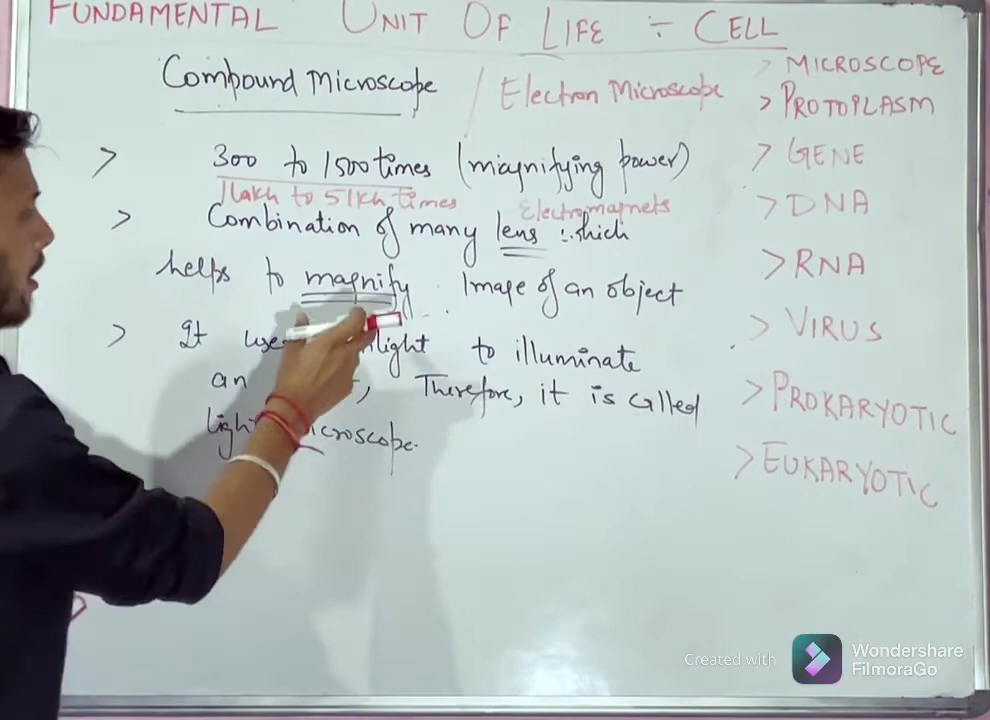 FUNDAMENTAL UNIT OF LIFE ÷ CELL
Compound Microscope / Electron Microscope
> 300 to 1500 times (magnifying power)
1 lakh to 5 lkh times Electromagnets
> Combination of many lens which
helps to magnify Image of an object
> It light to illuminate
an , Therefore, it is called
light microscope.
> MICROSCOPE
> PROTOPLASM
> GENE
> DNA
> RNA
> VIRUS
> PROKARYOTIC
> EUKARYOTIC
Created with Wondershare
FilmoraGo